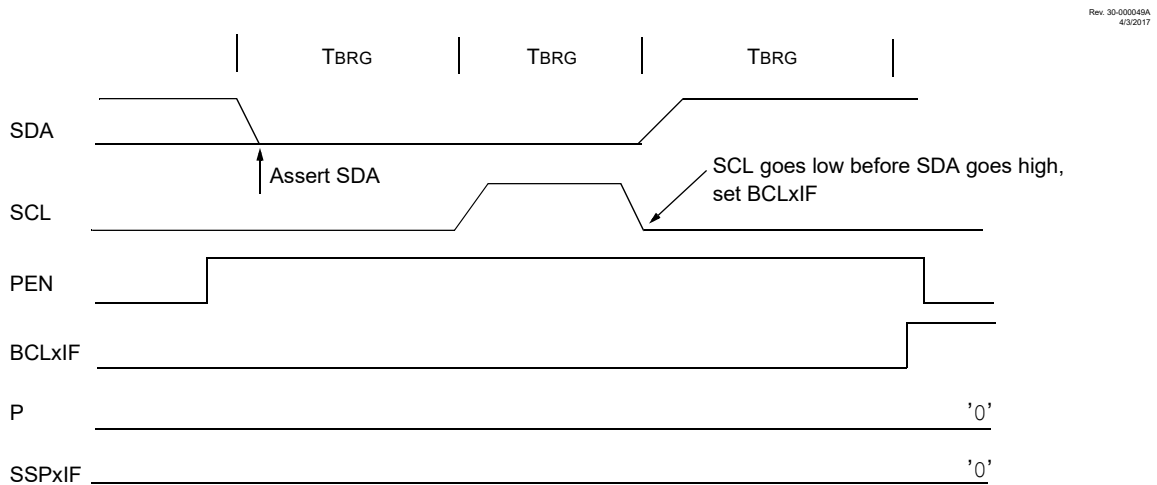 Rev. 30-000049A
4/3/2017
TBRG TBRG TBRG
SDA
Assert SDA
SCL goes low before SDA goes high,
set BCLxIF
SCL
PEN
BCLxIF
P '0'
SSPxIF '0'